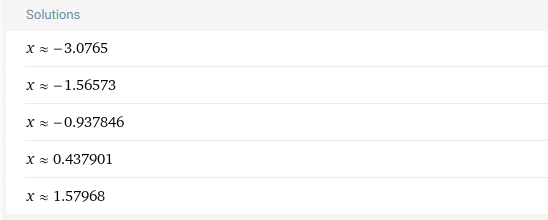 Solutions
x ≈ −3.0765
x ≈ −1.56573
x ≈ −0.937846
x ≈ 0.437901
x ≈ 1.57968